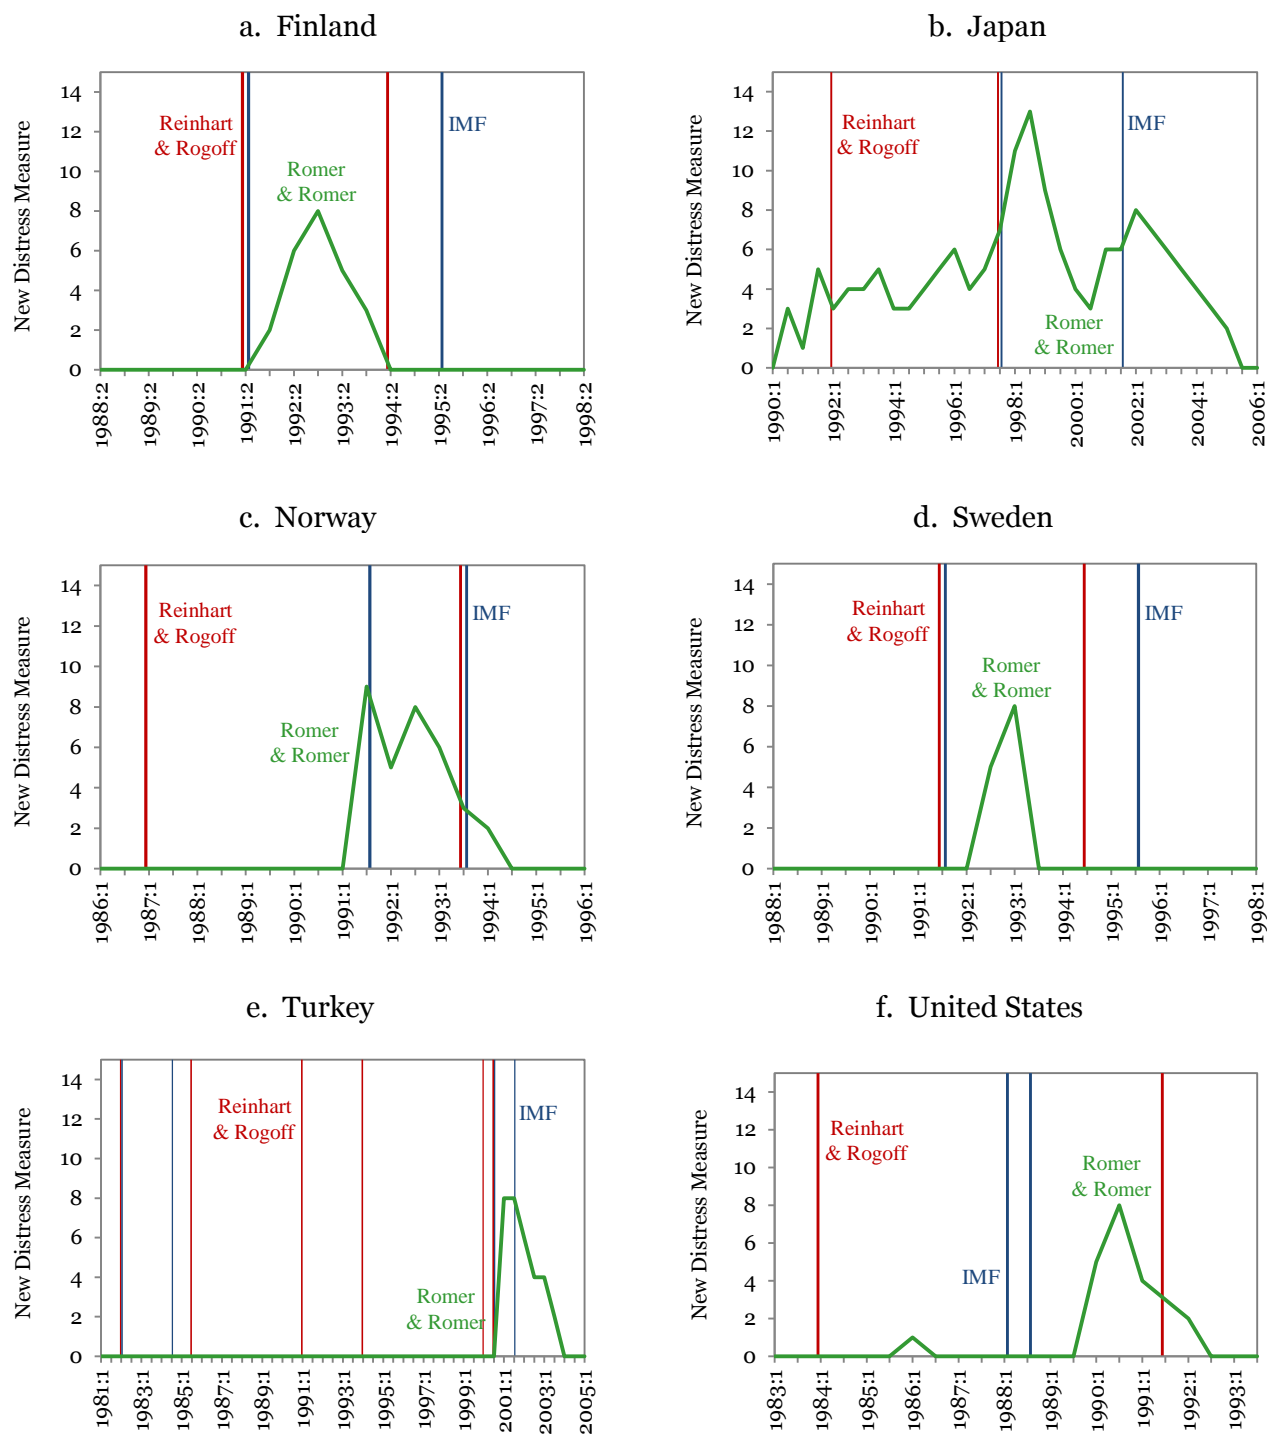 a.  Finland
New Distress Measure
14
12
10
8
6
4
2
0
Reinhart
& Rogoff
Romer
& Romer
IMF
1988:2
1989:2
1990:2
1991:2
1992:2
1993:2
1994:2
1995:2
1996:2
1997:2
1998:2
b.  Japan
New Distress Measure
14
12
10
8
6
4
2
0
Reinhart
& Rogoff
IMF
Romer
& Romer
1990:1
1992:1
1994:1
1996:1
1998:1
2000:1
2002:1
2004:1
2006:1
c.  Norway
New Distress Measure
14
12
10
8
6
4
2
0
Reinhart
& Rogoff
IMF
Romer
& Romer
1986:1
1987:1
1988:1
1989:1
1990:1
1991:1
1992:1
1993:1
1994:1
1995:1
1996:1
d.  Sweden
New Distress Measure
14
12
10
8
6
4
2
0
Reinhart
& Rogoff
IMF
Romer
& Romer
1988:1
1989:1
1990:1
1991:1
1992:1
1993:1
1994:1
1995:1
1996:1
1997:1
1998:1
e.  Turkey
New Distress Measure
14
12
10
8
6
4
2
0
Reinhart
& Rogoff
IMF
Romer
& Romer
1981:1
1983:1
1985:1
1987:1
1989:1
1991:1
1993:1
1995:1
1997:1
1999:1
2001:1
2003:1
2005:1
f.  United States
New Distress Measure
14
12
10
8
6
4
2
0
Reinhart
& Rogoff
Romer
& Romer
IMF
1983:1
1984:1
1985:1
1986:1
1987:1
1988:1
1989:1
1990:1
1991:1
1992:1
1993:1